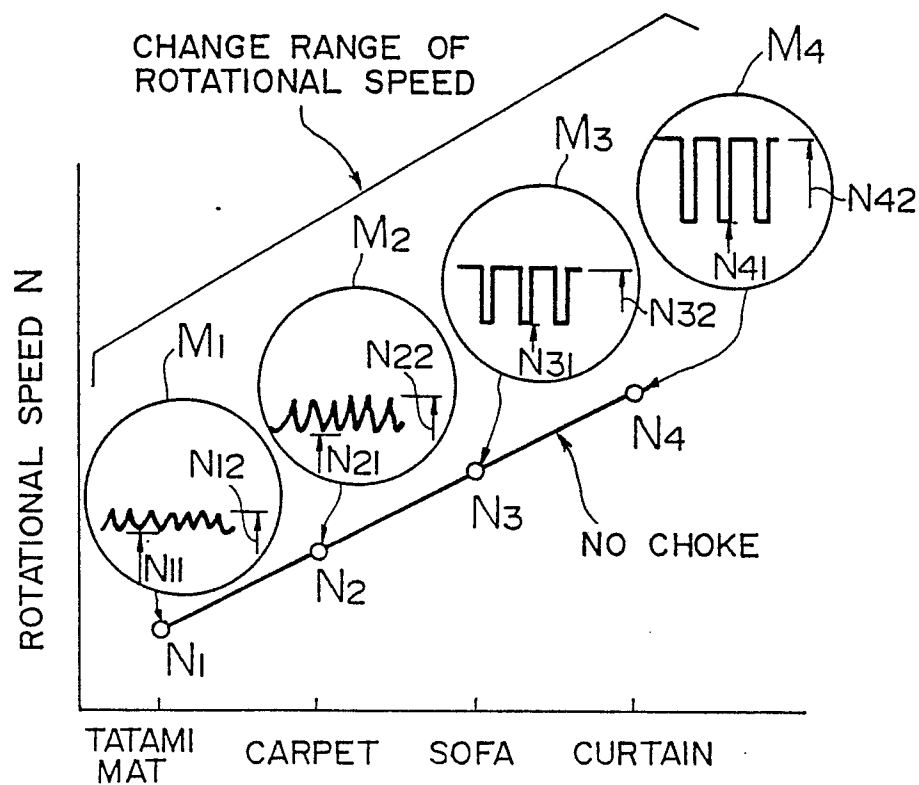 CHANGE RANGE OF
ROTATIONAL SPEED
M4
M3
N42
N41
M2
N32
N31
M1
N22
N21
N4
N12
N11
N3
NO CHOKE
N2
N1
ROTATIONAL SPEED N
TATAMI
MAT
CARPET
SOFA
CURTAIN